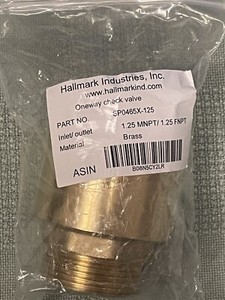 Hallmark Industries, Inc.
www.hallmarkind.com
Oneway check valve
PART NO. SP0465X-125
Inlet/ outlet 1.25 MNPT/ 1.25 FNPT
Material Brass
ASIN B08N5CY2LR